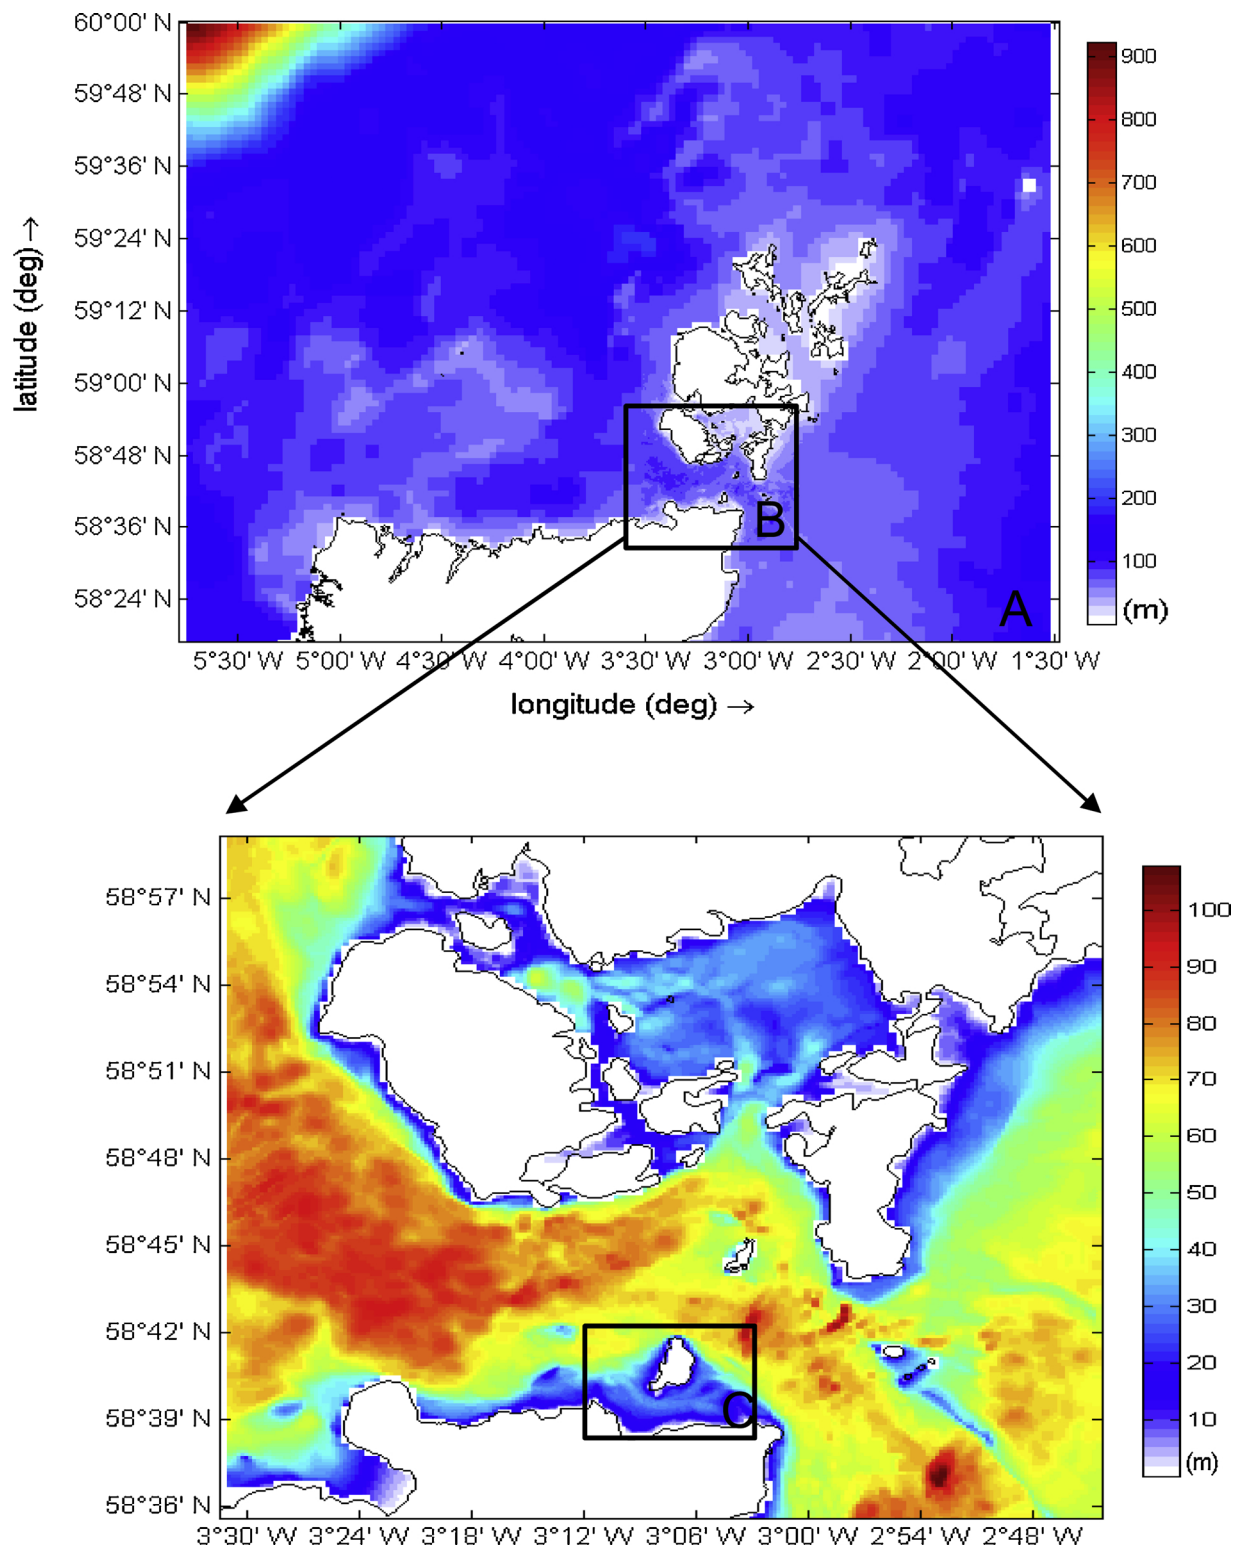 60°00' N
59°48' N
59°36' N
59°24' N
59°12' N
59°00' N
58°48' N
58°36' N
58°24' N
latitude (deg) →
900
800
700
600
500
400
300
200
100
(m)
B
A
5°30' W 5°00' W 4°30' W 4°00' W 3°30' W 3°00' W 2°30' W 2°00' W 1°30' W
longitude (deg) →
58°57' N
58°54' N
58°51' N
58°48' N
58°45' N
58°42' N
58°39' N
58°36' N
100
90
80
70
60
50
40
30
20
10
(m)
C
3°30' W 3°24' W 3°18' W 3°12' W 3°06' W 3°00' W 2°54' W 2°48' W